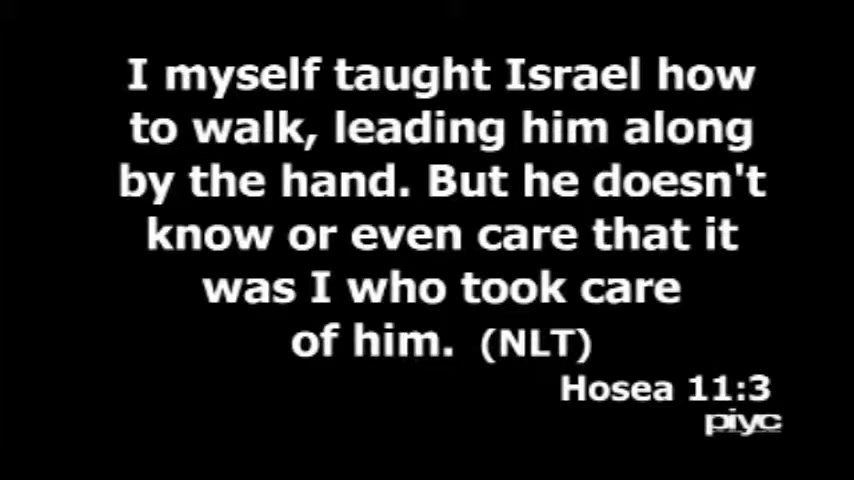 I myself taught Israel how
to walk, leading him along
by the hand. But he doesn't
know or even care that it
was I who took care
of him. (NLT)
Hosea 11:3
piyc